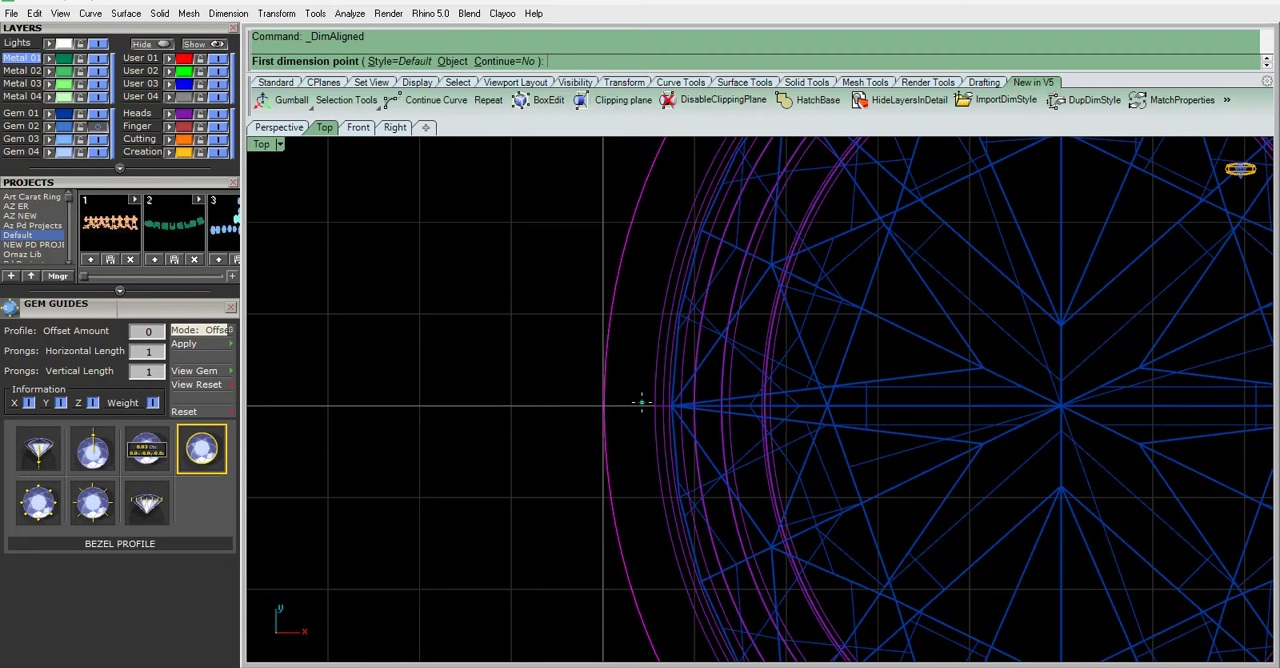 File Edit View Curve Surface Solid Mesh Dimension Transform Tools Analyze Render Rhino 5.0 Blend Clayoo Help
LAYERS
Lights Hide Show
Metal 01 User 01
Metal 02 User 02
Metal 03 User 03
Metal 04 User 04
Gem 01 Heads
Gem 02 Finger
Gem 03 Cutting
Gem 04 Creation
PROJECTS
Art Carat Ring
AZ ER
AZ NEW
Az Pd Projects
Default
NEW PD PROJE
Ornaz Lib
1 2 3
Mngr
GEM GUIDES
Profile: Offset Amount 0 Mode: Offse
Apply
Prongs: Horizontal Length 1
Prongs: Vertical Length 1 View Gem
Information View Reset
X Y Z Weight
Reset
BEZEL PROFILE
Command: _DimAligned
First dimension point ( Style=Default Object Continue=No ):
Standard CPlanes Set View Display Select Viewport Layout Visibility Transform Curve Tools Surface Tools Solid Tools Mesh Tools Render Tools Drafting New in V5
Gumball Selection Tools Continue Curve Repeat BoxEdit Clipping plane DisableClippingPlane HatchBase HideLayersInDetail ImportDimStyle DupDimStyle MatchProperties »
Perspective Top Front Right
Top
y
x